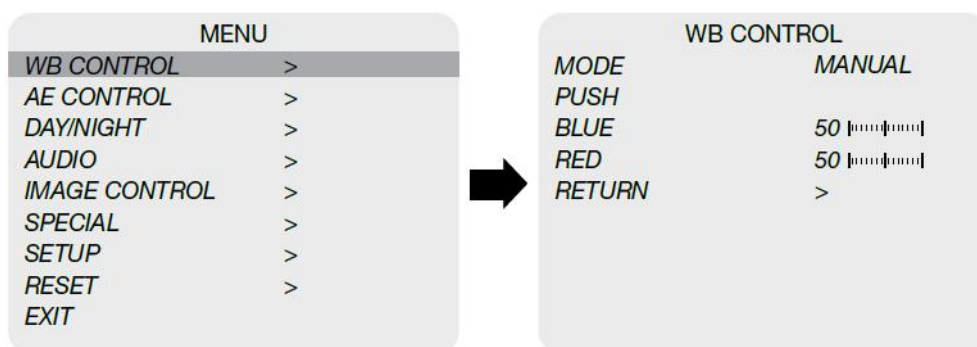 MENU
WB CONTROL >
AE CONTROL >
DAY/NIGHT >
AUDIO >
IMAGE CONTROL >
SPECIAL >
SETUP >
RESET >
EXIT
WB CONTROL
MODE MANUAL
PUSH
BLUE 50
RED 50
RETURN >